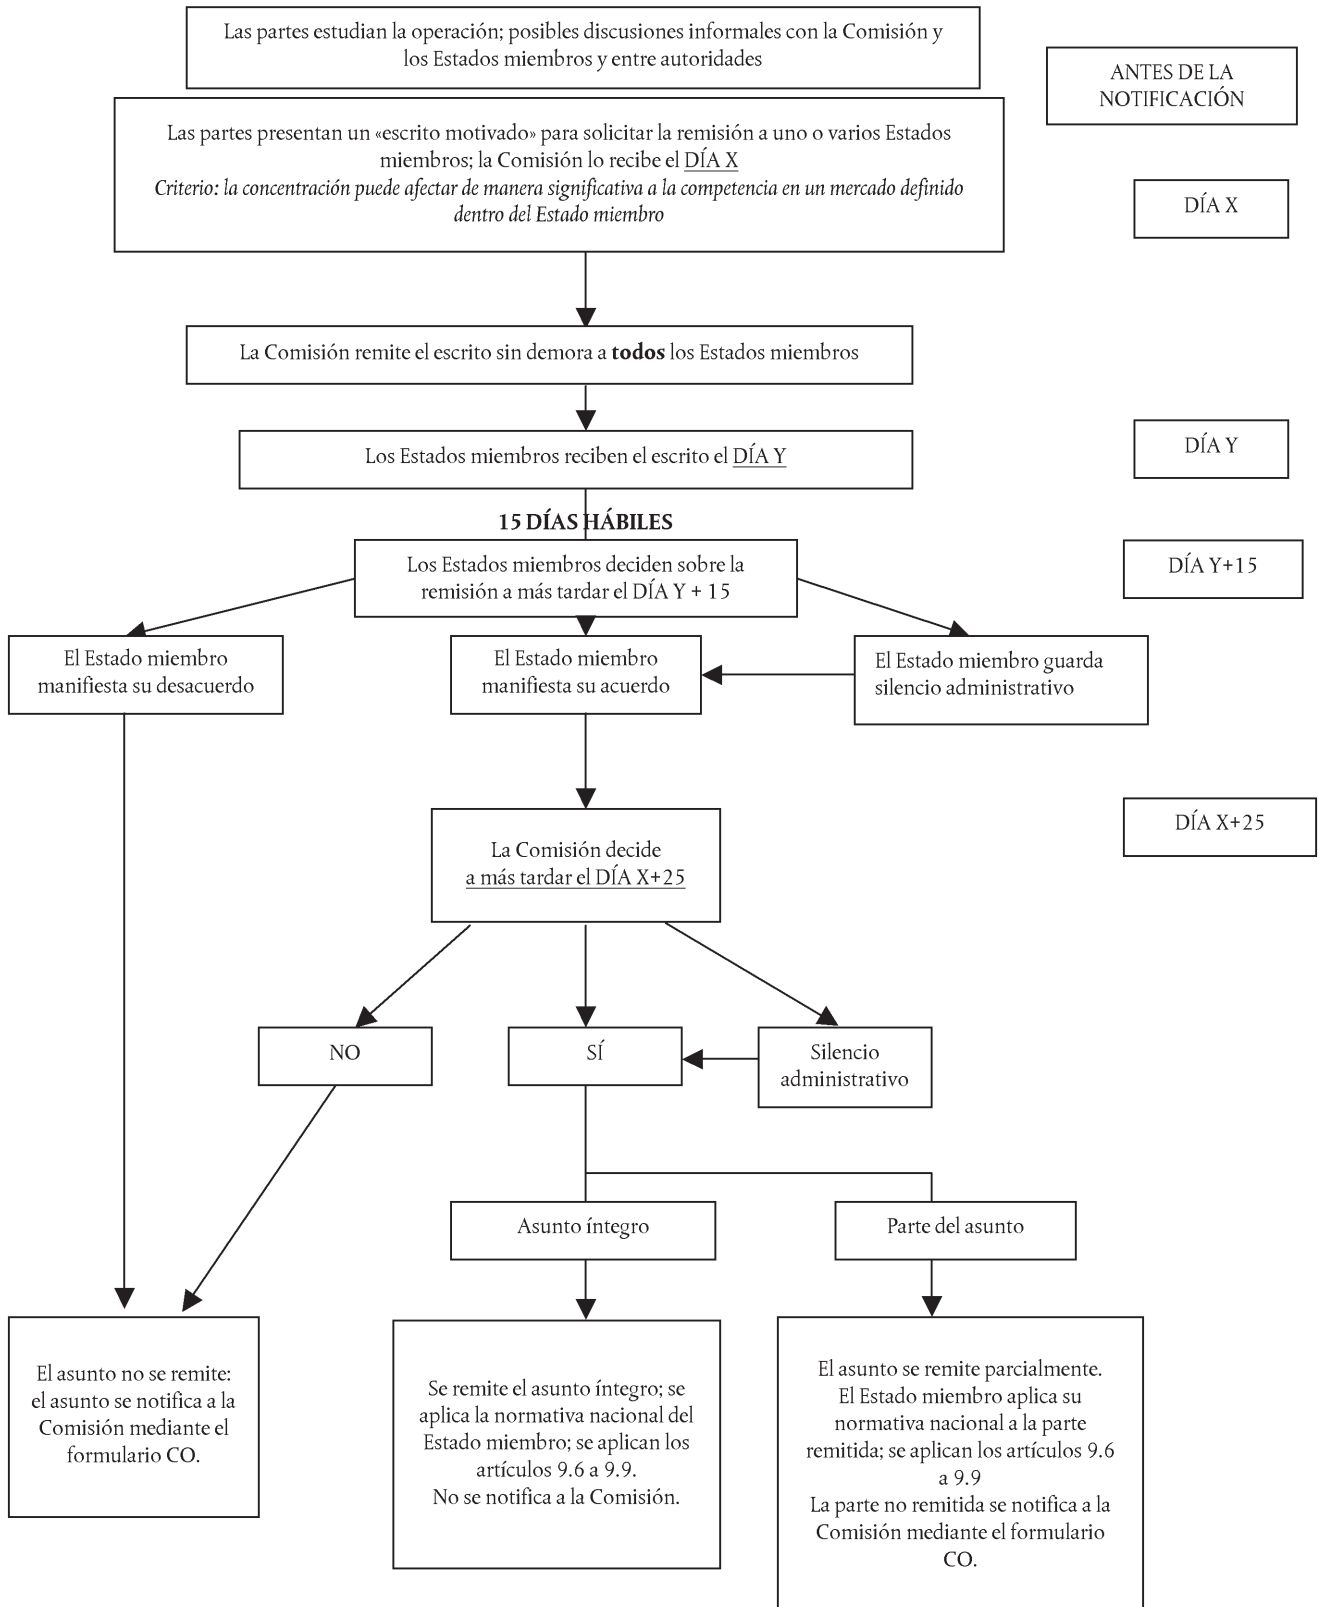 Las partes estudian la operación; posibles discusiones informales con la Comisión y
los Estados miembros y entre autoridades
ANTES DE LA
NOTIFICACIÓN
Las partes presentan un «escrito motivado» para solicitar la remisión a uno o varios Estados
miembros; la Comisión lo recibe el DÍA X
Criterio: la concentración puede afectar de manera significativa a la competencia en un mercado definido
dentro del Estado miembro
DÍA X
La Comisión remite el escrito sin demora a todos los Estados miembros
Los Estados miembros reciben el escrito el DÍA Y
DÍA Y
15 DÍAS HÁBILES
Los Estados miembros deciden sobre la
remisión a más tardar el DÍA Y + 15
DÍA Y+15
El Estado miembro
manifiesta su desacuerdo
El Estado miembro
manifiesta su acuerdo
El Estado miembro guarda
silencio administrativo
La Comisión decide
a más tardar el DÍA X+25
DÍA X+25
NO
SÍ
Silencio
administrativo
Asunto íntegro
Parte del asunto
El asunto no se remite:
el asunto se notifica a la
Comisión mediante el
formulario CO.
Se remite el asunto íntegro; se
aplica la normativa nacional del
Estado miembro; se aplican los
artículos 9.6 a 9.9.
No se notifica a la Comisión.
El asunto se remite parcialmente.
El Estado miembro aplica su
normativa nacional a la parte
remitida; se aplican los artículos 9.6
a 9.9
La parte no remitida se notifica a la
Comisión mediante el formulario
CO.